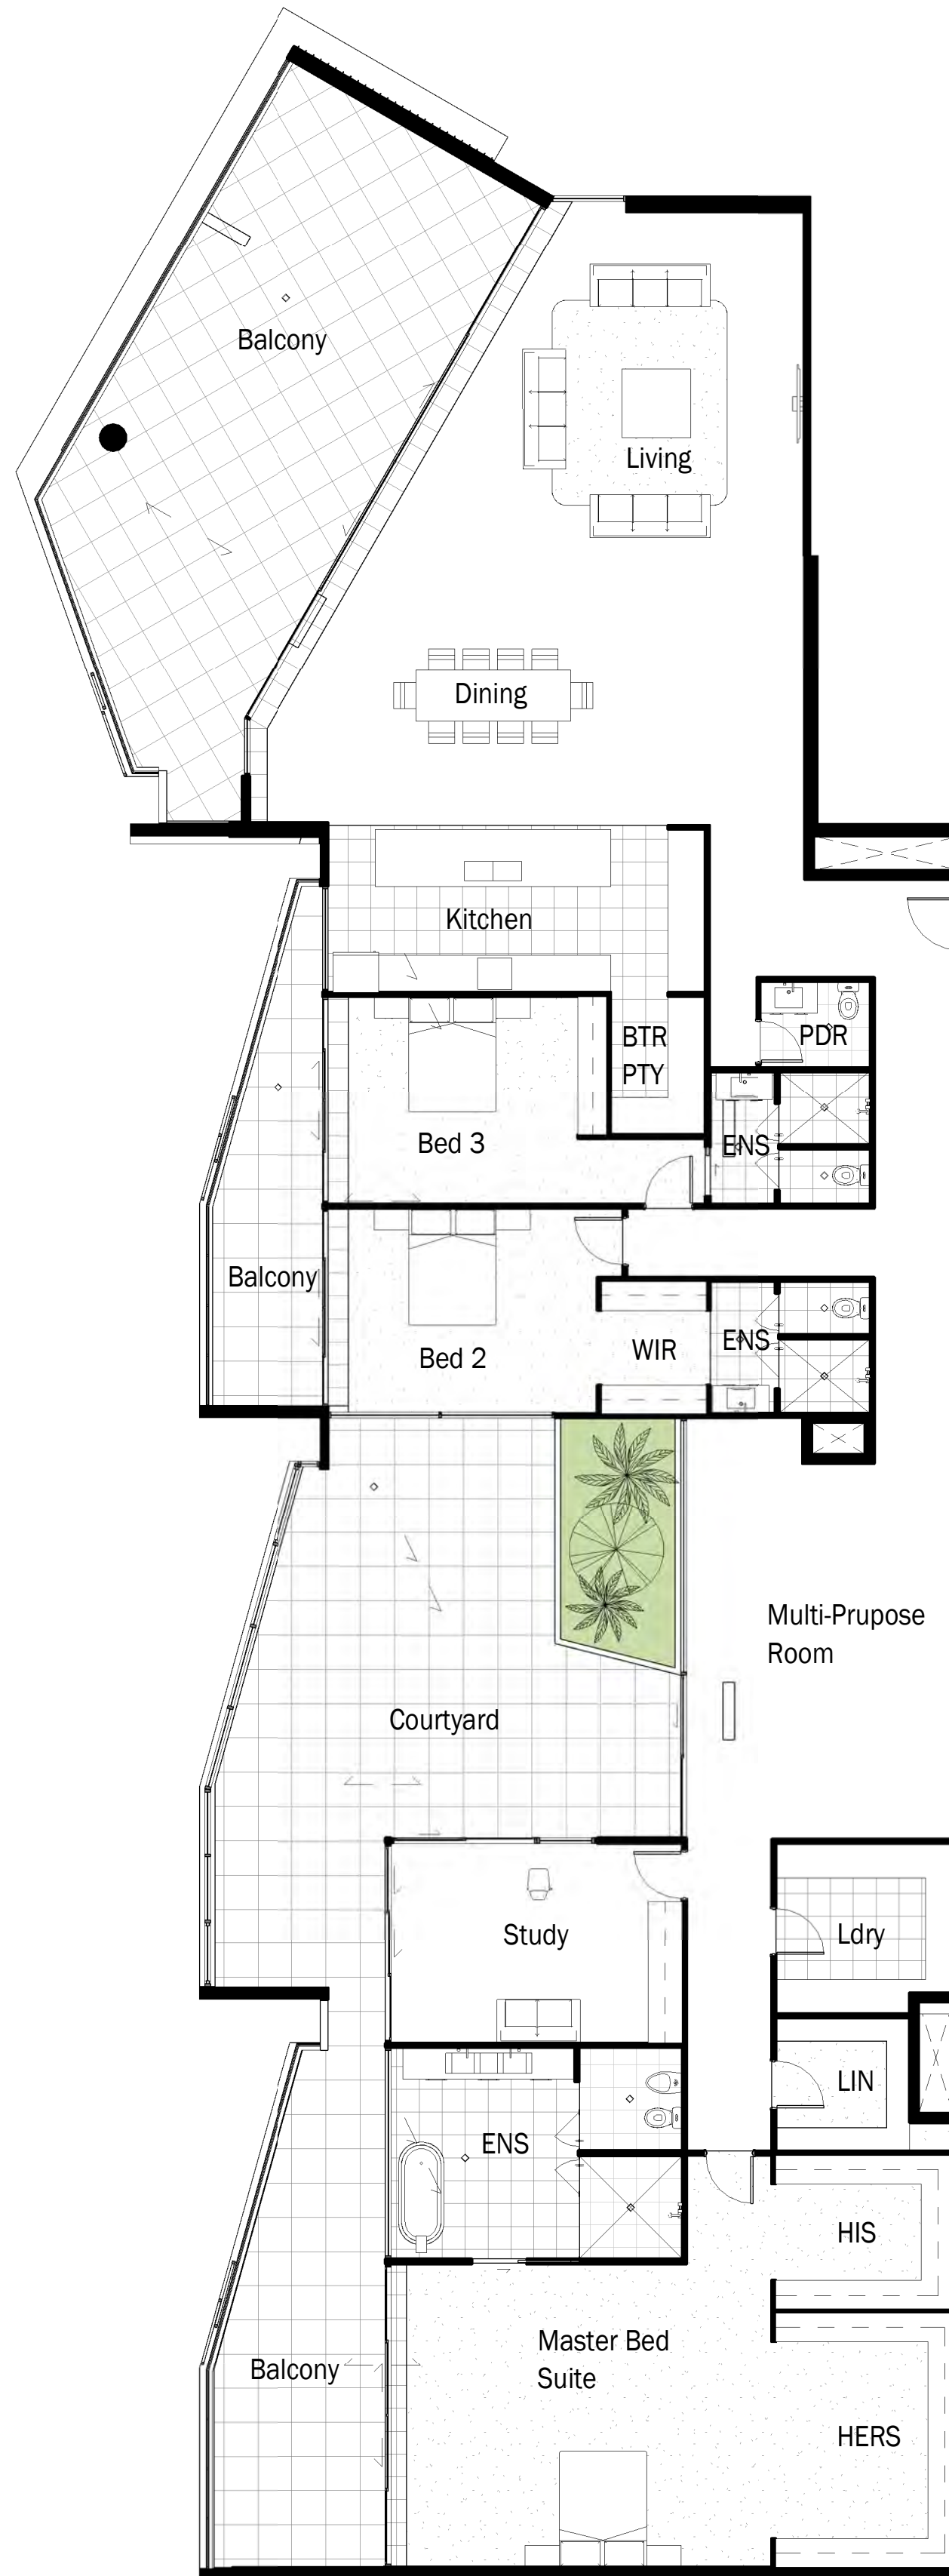 Balcony
Living
Dining
Kitchen
BTR
PTY
PDR
Bed 3
ENS
Balcony
Bed 2
WIR
ENS
Multi-Prupose
Room
Courtyard
Study
Ldry
LIN
ENS
HIS
Master Bed
Suite
Balcony
HERS